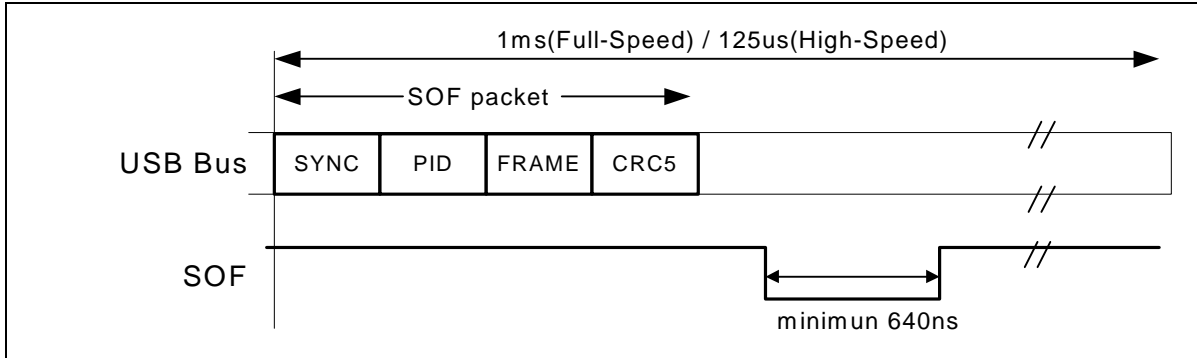 1ms(Full-Speed) / 125us(High-Speed)
SOF packet
USB Bus SYNC PID FRAME CRC5
SOF
minimun 640ns